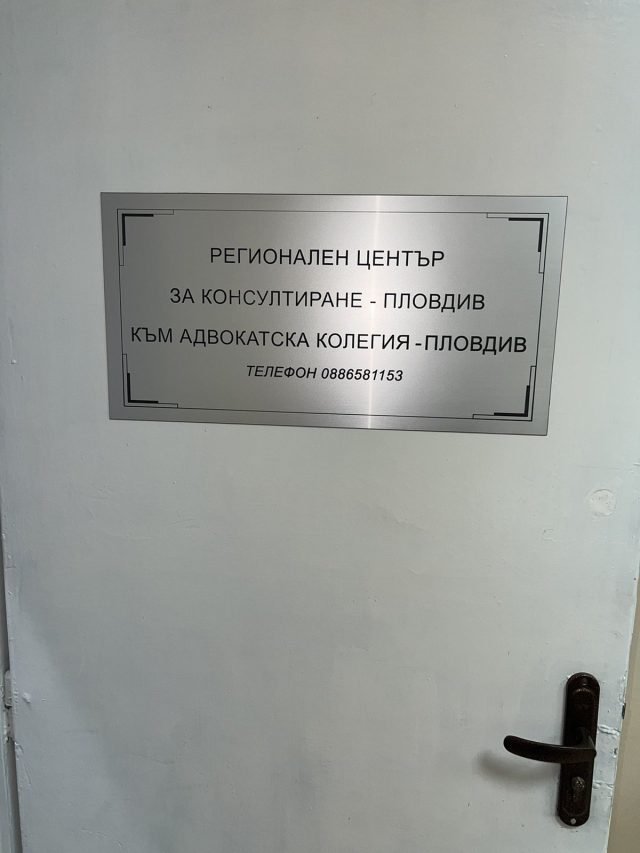 РЕГИОНАЛЕН ЦЕНТЪР
ЗА КОНСУЛТИРАНЕ - ПЛОВДИВ
КЪМ АДВОКАТСКА КОЛЕГИЯ -ПЛОВДИВ
ТЕЛЕФОН 0886581153